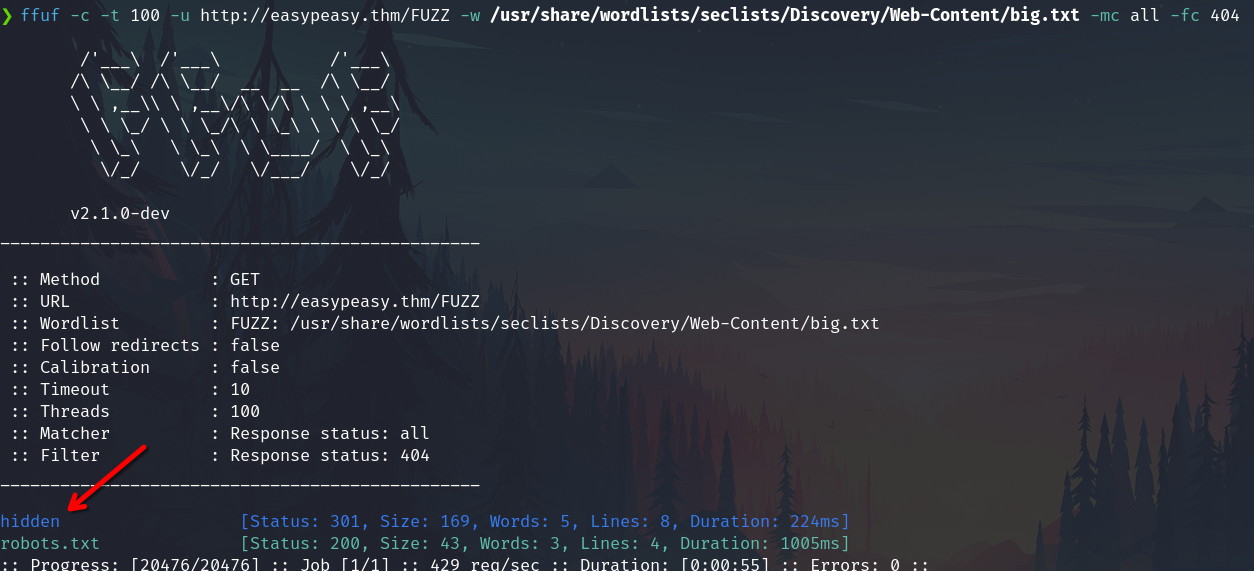 ❯ ffuf -c -t 100 -u http://easypeasy.thm/FUZZ -w /usr/share/wordlists/seclists/Discovery/Web-Content/big.txt -mc all -fc 404
        /'___\  /'___\           /'___\
       /\ \__/ /\ \__/  __  __  /\ \__/
       \ \ ,__\\ \ ,__\/\ \/\ \ \ \ ,__\
        \ \ \_/ \ \ \_/\ \ \_\ \ \ \ \_/
         \ \_\   \ \_\  \ \____/  \ \_\
          \/_/    \/_/   \/___/    \/_/
       v2.1.0-dev
________________________________________________
 :: Method           : GET
 :: URL              : http://easypeasy.thm/FUZZ
 :: Wordlist         : FUZZ: /usr/share/wordlists/seclists/Discovery/Web-Content/big.txt
 :: Follow redirects : false
 :: Calibration      : false
 :: Timeout          : 10
 :: Threads          : 100
 :: Matcher          : Response status: all
 :: Filter           : Response status: 404
________________________________________________
hidden                  [Status: 301, Size: 169, Words: 5, Lines: 8, Duration: 224ms]
robots.txt              [Status: 200, Size: 43, Words: 3, Lines: 4, Duration: 1005ms]
:: Progress: [20476/20476] :: Job [1/1] :: 429 req/sec :: Duration: [0:00:55] :: Errors: 0 ::